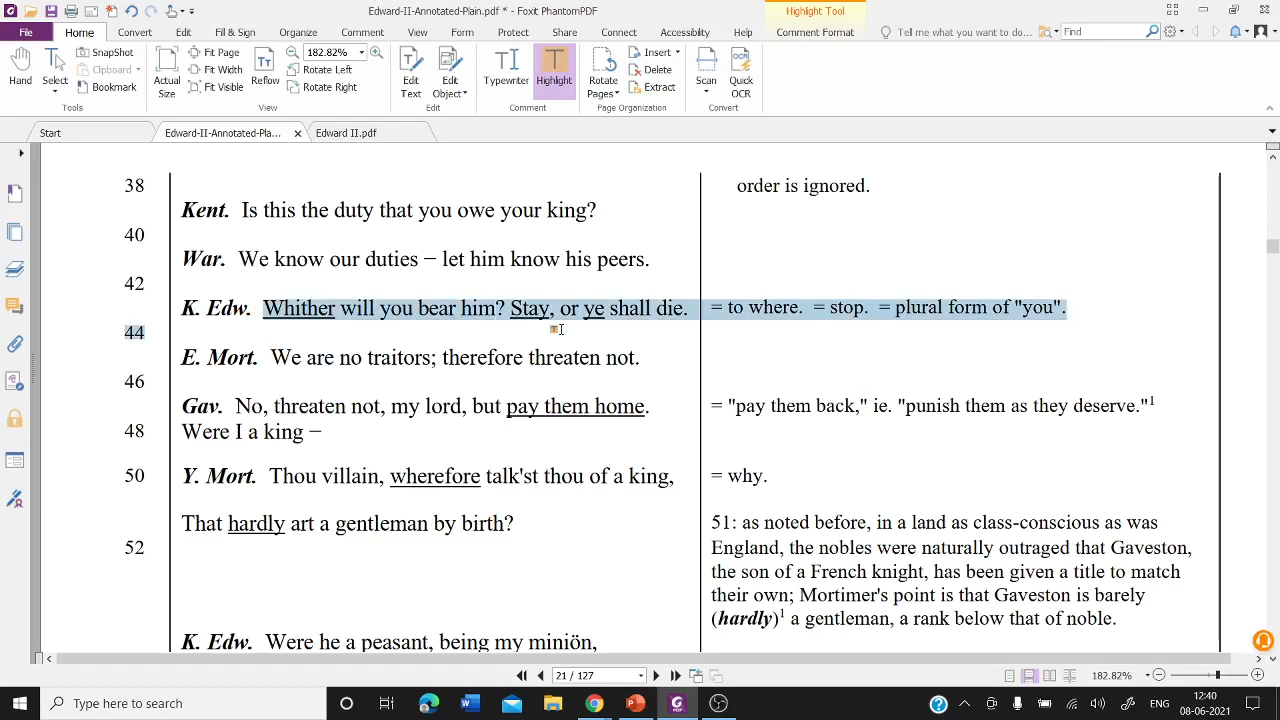 Edward-II-Annotated-Plain.pdf * - Foxit PhantomPDF
Highlight Tool
File
Home
Convert
Edit
Fill & Sign
Organize
Comment
View
Form
Protect
Share
Connect
Accessibility
Help
Comment Format
Tell me what you want to do...
Find
Hand
Select
SnapShot
Clipboard
Bookmark
Tools
Actual Size
Fit Page
Fit Width
Fit Visible
Reflow
182.82%
Rotate Left
Rotate Right
View
Edit Text
Edit Object
Edit
Typewriter
Highlight
Comment
Rotate Pages
Insert
Delete
Extract
Page Organization
Scan
Quick OCR
Convert
Start
Edward-II-Annotated-Pla...
Edward II.pdf
38
order is ignored.
Kent. Is this the duty that you owe your king?
40
War. We know our duties − let him know his peers.
42
K. Edw. Whither will you bear him? Stay, or ye shall die.
= to where. = stop. = plural form of "you".
44
E. Mort. We are no traitors; therefore threaten not.
46
Gav. No, threaten not, my lord, but pay them home.
= "pay them back," ie. "punish them as they deserve."1
48
Were I a king −
50
Y. Mort. Thou villain, wherefore talk'st thou of a king,
= why.
That hardly art a gentleman by birth?
51: as noted before, in a land as class-conscious as was
52
England, the nobles were naturally outraged that Gaveston,
the son of a French knight, has been given a title to match
their own; Mortimer's point is that Gaveston is barely
(hardly)1 a gentleman, a rank below that of noble.
K. Edw. Were he a peasant, being my miniön,
21 / 127
182.82%
Type here to search
ENG
12:40
08-06-2021